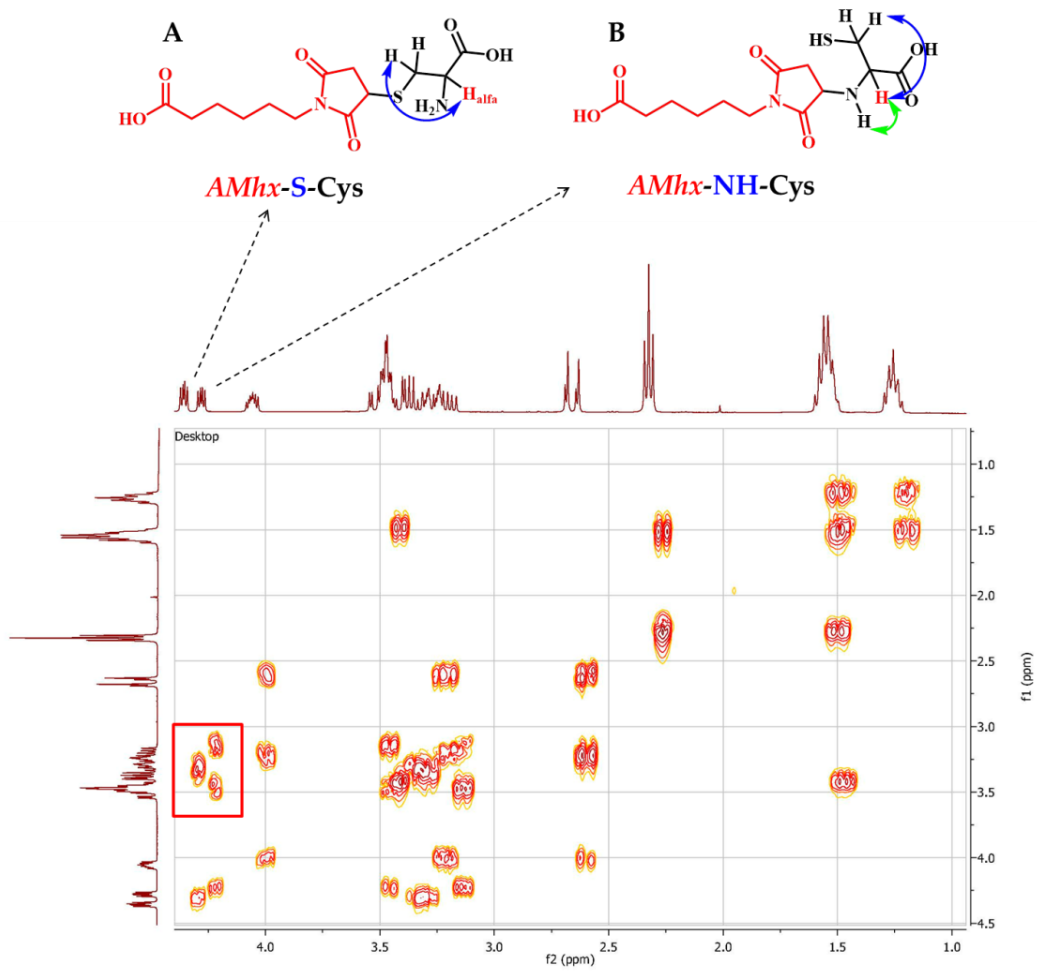 A
B
O
HO
O
N
O
S
H
H
O
OH
H₂N
Halfa
AMhx-S-Cys
O
HO
O
N
O
HS
H
H
OH
O
N
H
H
AMhx-NH-Cys
Desktop
1.0
1.5
2.0
2.5
3.0
3.5
4.0
4.5
f1 (ppm)
4.0 3.5 3.0 2.5 2.0 1.5 1.0
f2 (ppm)